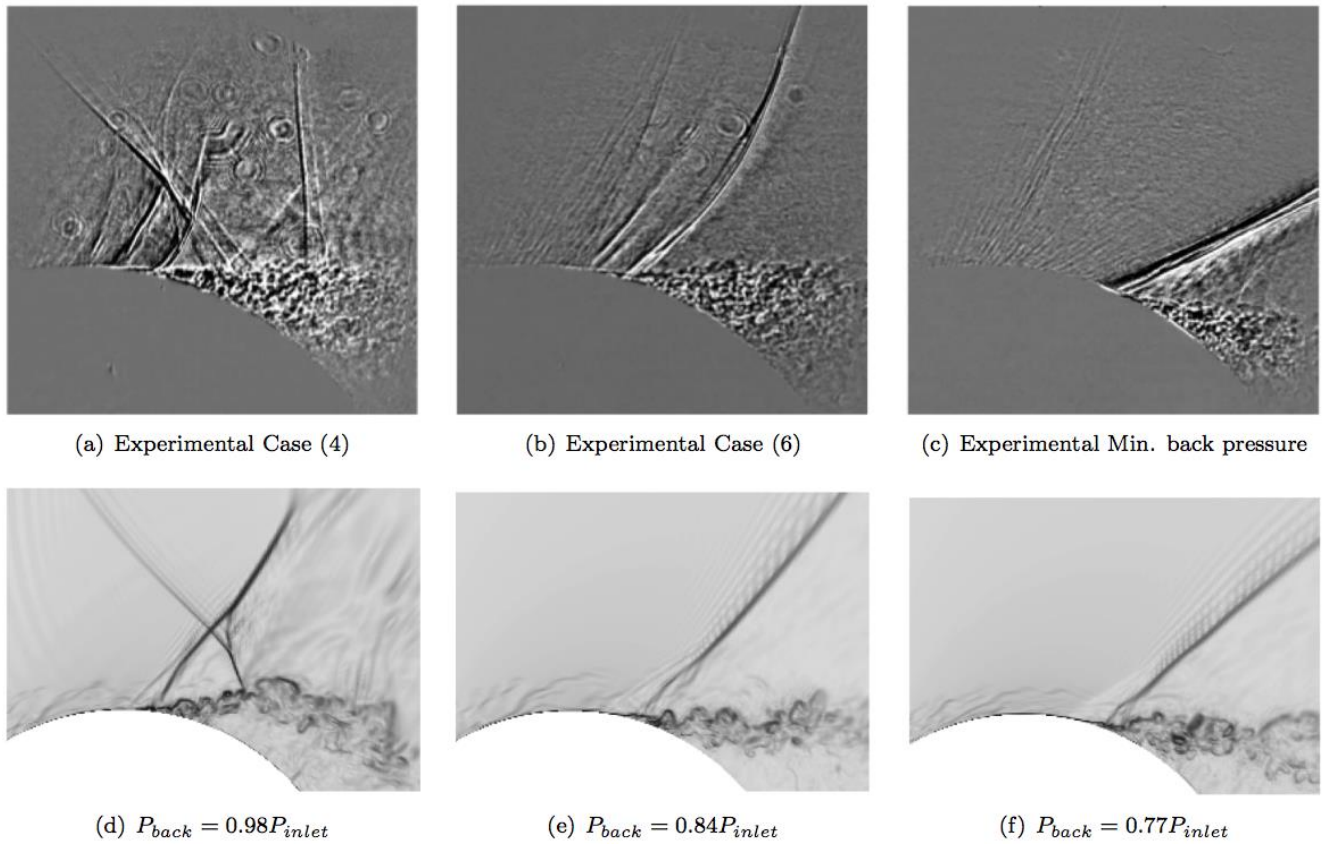 (a) Experimental Case (4)
(b) Experimental Case (6)
(c) Experimental Min. back pressure
(d) P_back = 0.98P_inlet
(e) P_back = 0.84P_inlet
(f) P_back = 0.77P_inlet